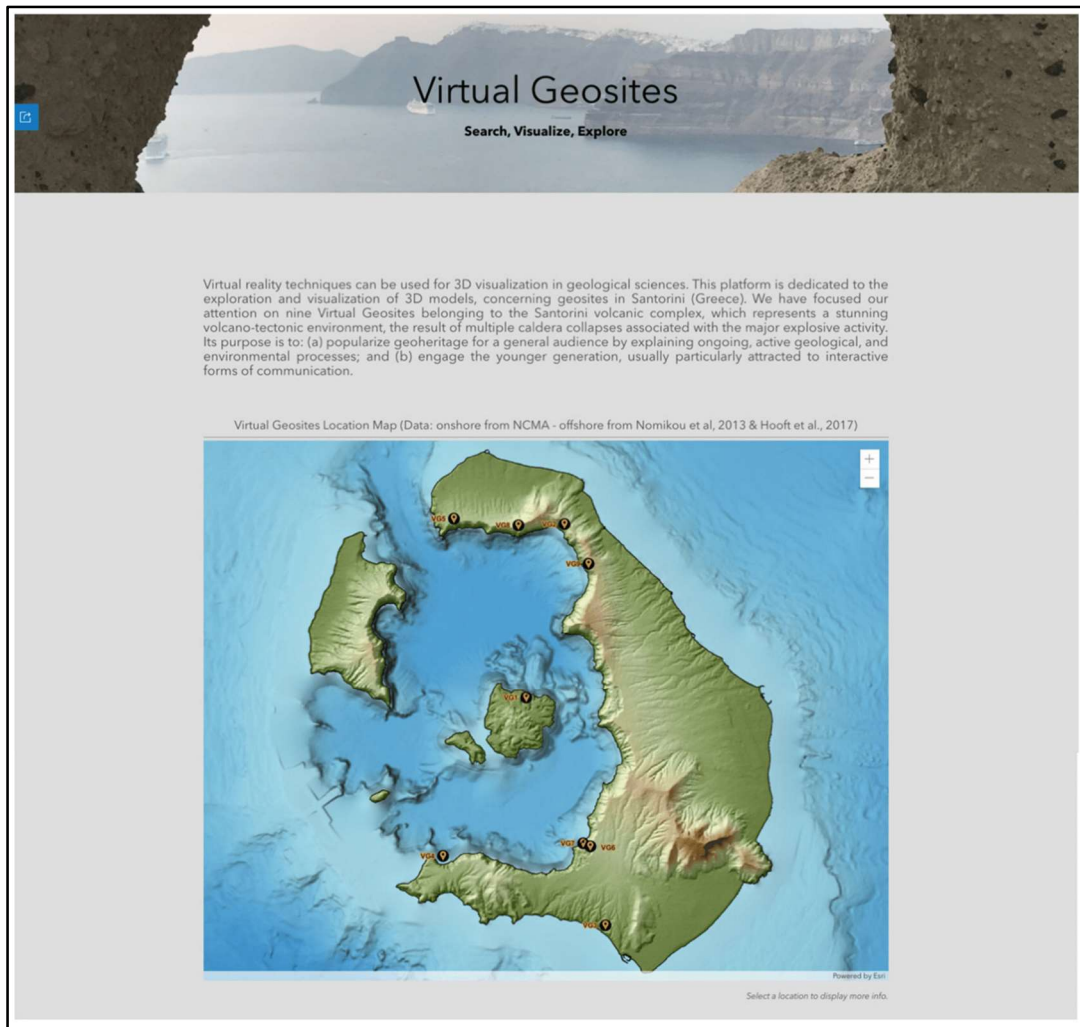 Virtual Geosites
Search, Visualize, Explore
Virtual reality techniques can be used for 3D visualization in geological sciences. This platform is dedicated to the
exploration and visualization of 3D models, concerning geosites in Santorini (Greece). We have focused our
attention on nine Virtual Geosites belonging to the Santorini volcanic complex, which represents a stunning
volcano-tectonic environment, the result of multiple caldera collapses associated with the major explosive activity.
Its purpose is to: (a) popularize geoheritage for a general audience by explaining ongoing, active geological, and
environmental processes; and (b) engage the younger generation, usually particularly attracted to interactive
forms of communication.
Virtual Geosites Location Map (Data: onshore from NCMA - offshore from Nomikou et al, 2013 & Hooft et al., 2017)
+
−
VG1
VG4
VG7
Powered by Esri
Select a location to display more info.